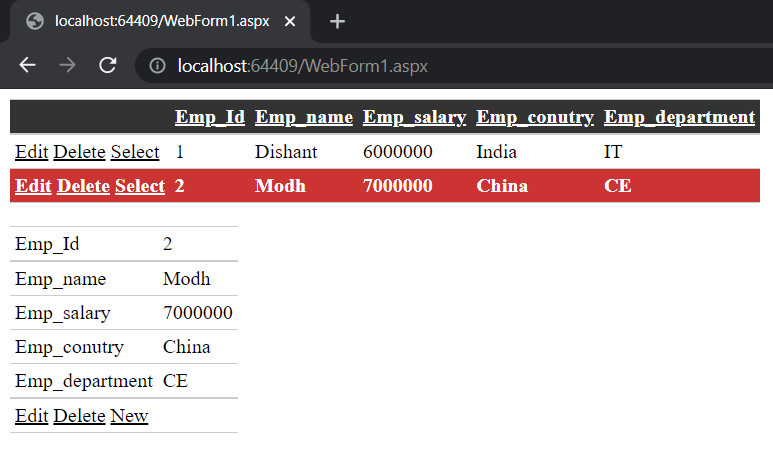 localhost:64409/WebForm1.aspx
localhost:64409/WebForm1.aspx
Emp_Id Emp_name Emp_salary Emp_conutry Emp_department
Edit Delete Select 1 Dishant 6000000 India IT
Edit Delete Select 2 Modh 7000000 China CE
Emp_Id 2
Emp_name Modh
Emp_salary 7000000
Emp_conutry China
Emp_department CE
Edit Delete New